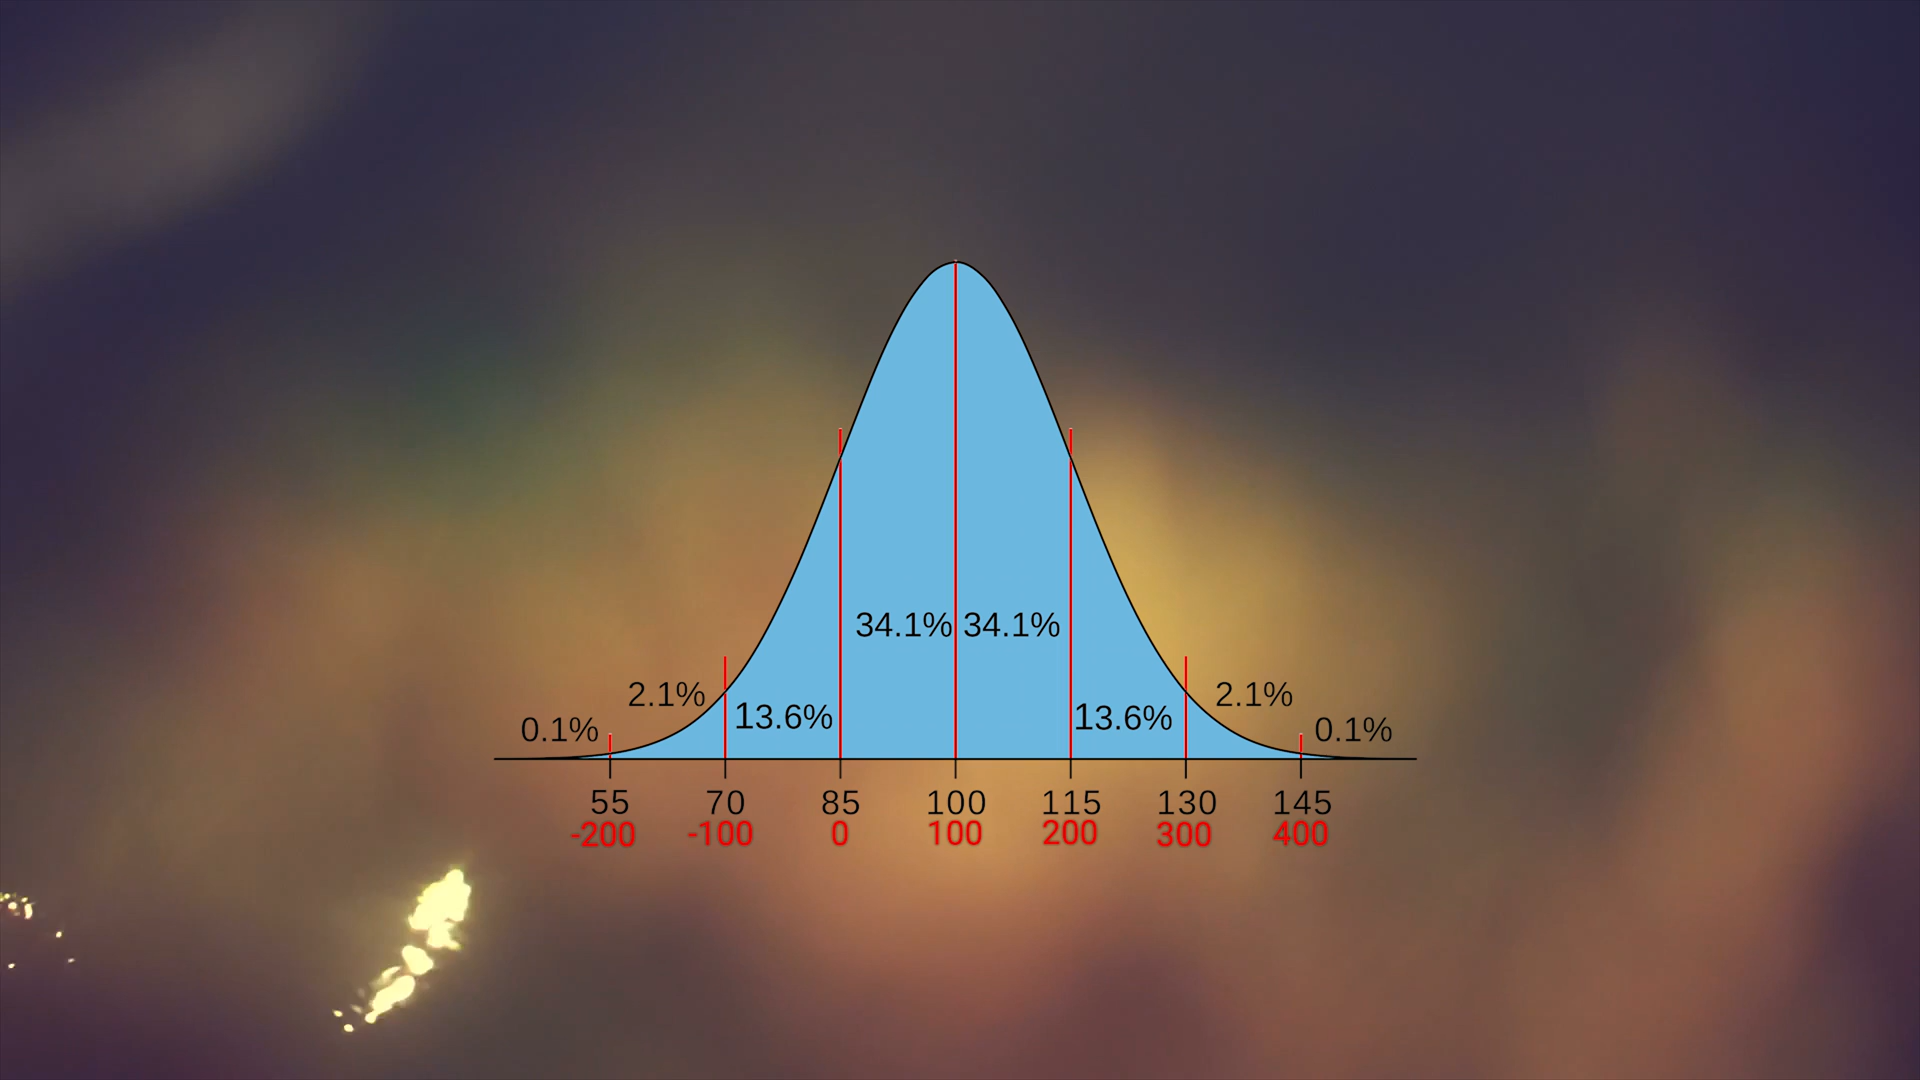 34.1% 34.1%
2.1% 2.1%
13.6% 13.6%
0.1% 0.1%
55 70 85 100 115 130 145
-200 -100 0 100 200 300 400